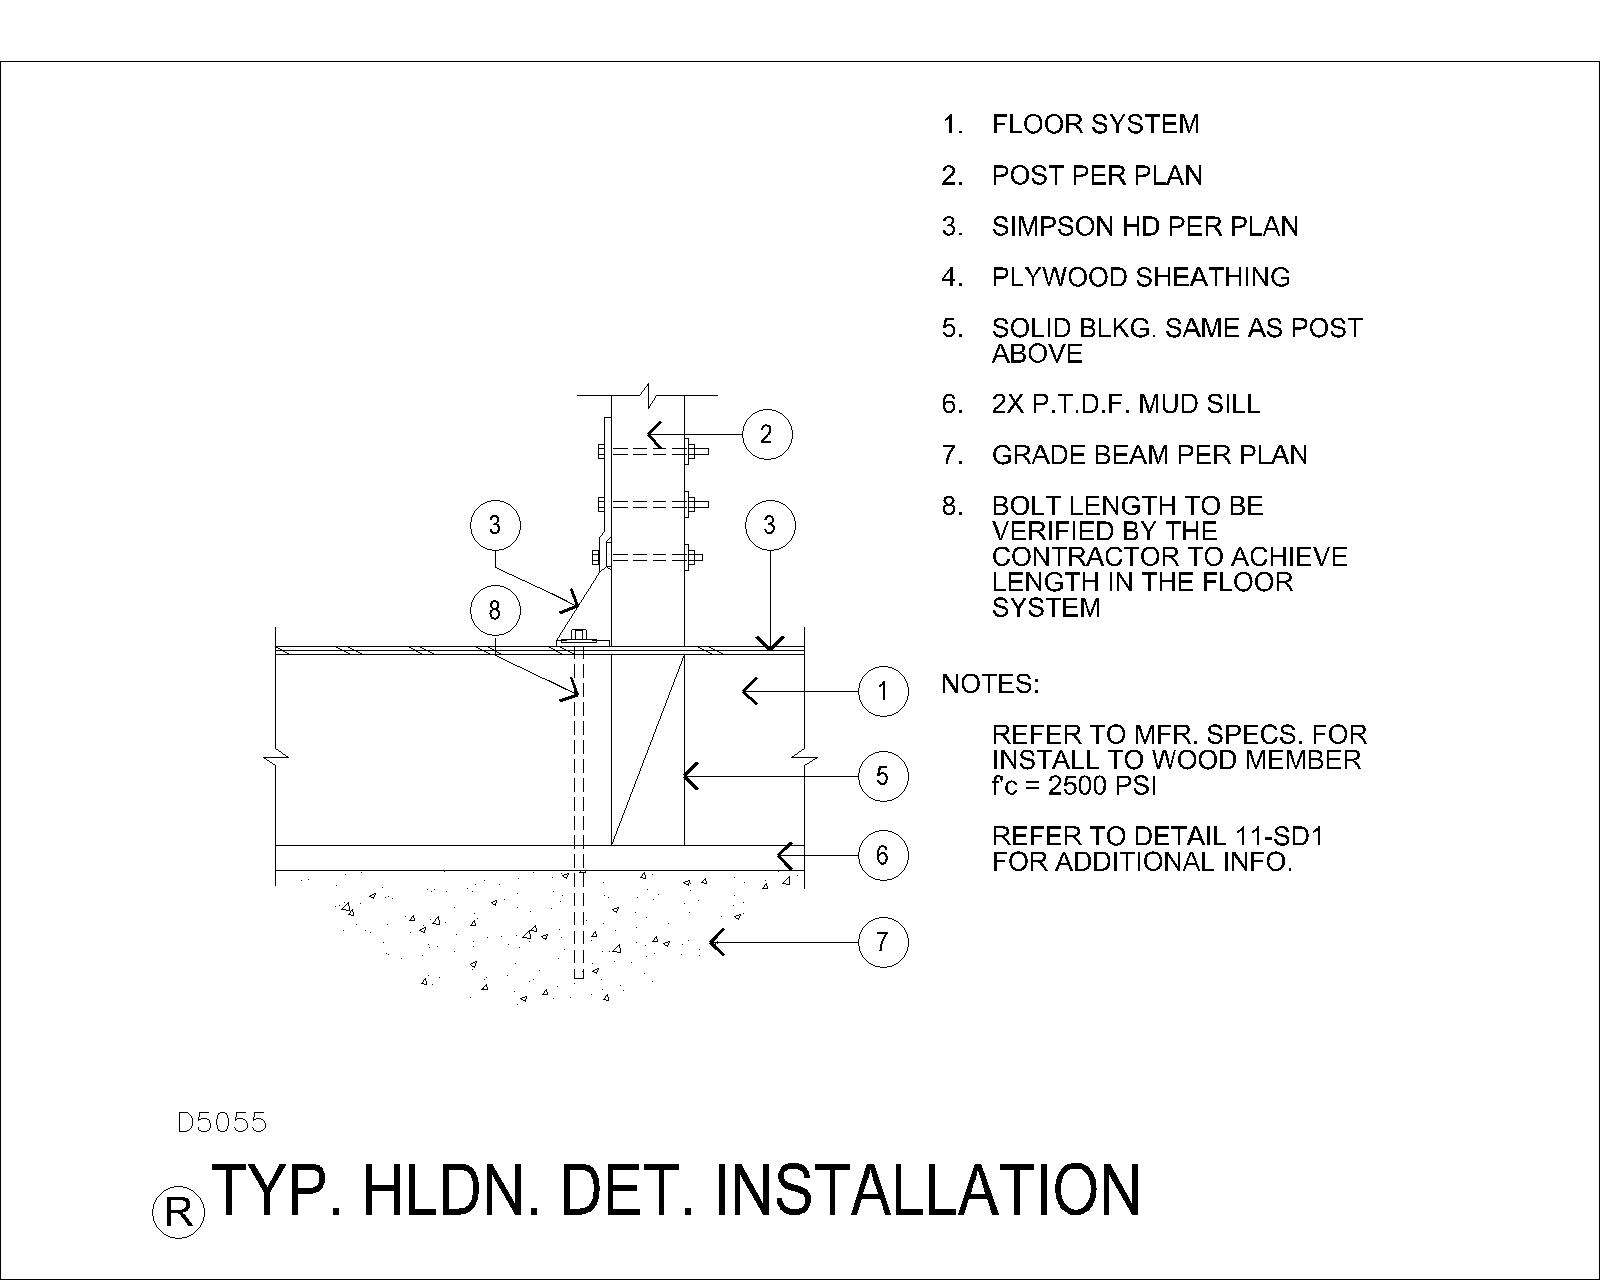 1. FLOOR SYSTEM
2. POST PER PLAN
3. SIMPSON HD PER PLAN
4. PLYWOOD SHEATHING
5. SOLID BLKG. SAME AS POST
ABOVE
6. 2X P.T.D.F. MUD SILL
7. GRADE BEAM PER PLAN
8. BOLT LENGTH TO BE
VERIFIED BY THE
CONTRACTOR TO ACHIEVE
LENGTH IN THE FLOOR
SYSTEM
NOTES:
REFER TO MFR. SPECS. FOR
INSTALL TO WOOD MEMBER
f'c = 2500 PSI
REFER TO DETAIL 11-SD1
FOR ADDITIONAL INFO.
2
3
3
8
1
5
6
7
D5055
R TYP. HLDN. DET. INSTALLATION